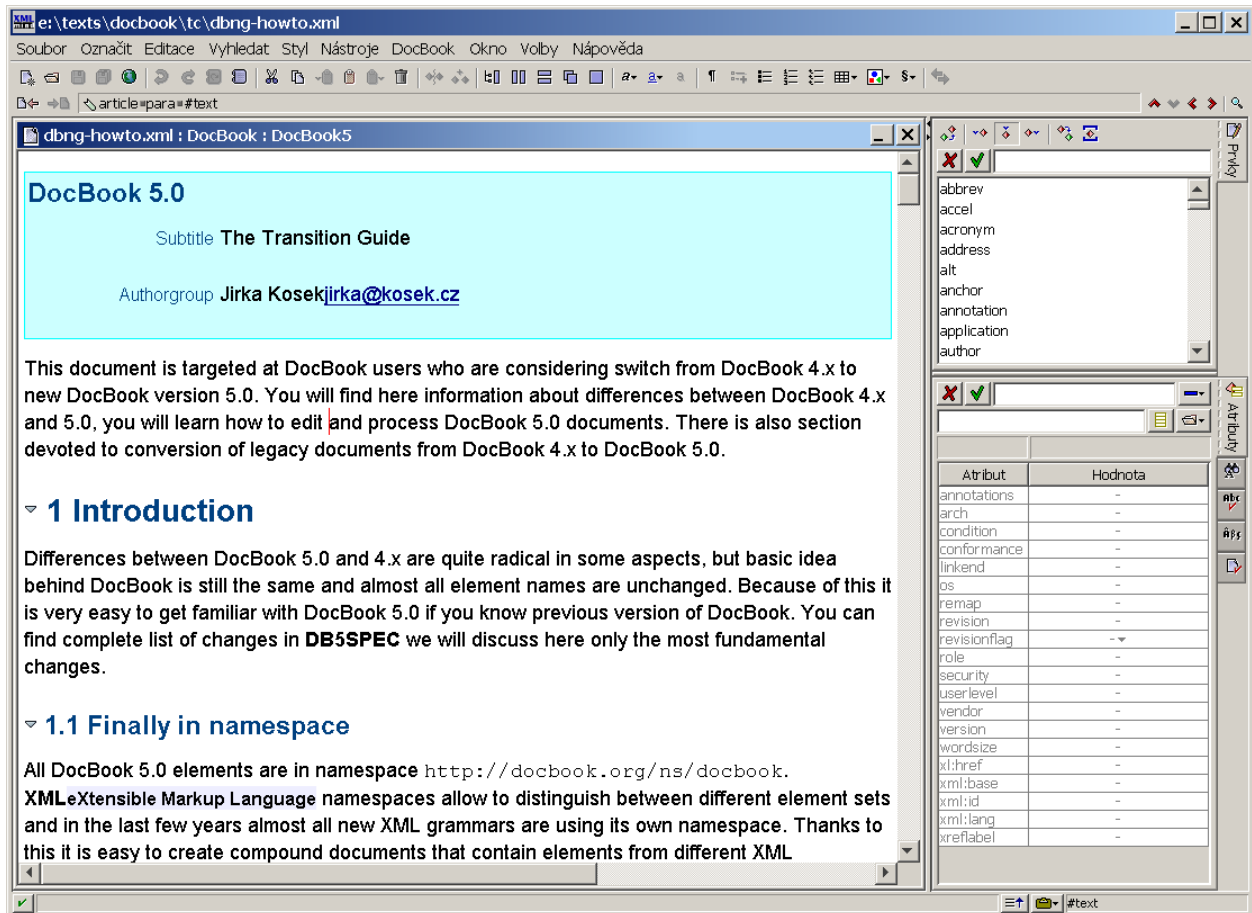 e:\texts\docbook\tc\dbng-howto.xml
Soubor Označit Editace Vyhledat Styl Nástroje DocBook Okno Volby Nápověda
article=para=#text
dbng-howto.xml : DocBook : DocBook5
DocBook 5.0
Subtitle The Transition Guide
Authorgroup Jirka Kosekjirka@kosek.cz
This document is targeted at DocBook users who are considering switch from DocBook 4.x to
new DocBook version 5.0. You will find here information about differences between DocBook 4.x
and 5.0, you will learn how to edit and process DocBook 5.0 documents. There is also section
devoted to conversion of legacy documents from DocBook 4.x to DocBook 5.0.
1 Introduction
Differences between DocBook 5.0 and 4.x are quite radical in some aspects, but basic idea
behind DocBook is still the same and almost all element names are unchanged. Because of this it
is very easy to get familiar with DocBook 5.0 if you know previous version of DocBook. You can
find complete list of changes in DB5SPEC we will discuss here only the most fundamental
changes.
1.1 Finally in namespace
All DocBook 5.0 elements are in namespace http://docbook.org/ns/docbook.
XMLeXtensible Markup Language namespaces allow to distinguish between different element sets
and in the last few years almost all new XML grammars are using its own namespace. Thanks to
this it is easy to create compound documents that contain elements from different XML
Prvky
abbrev
accel
acronym
address
alt
anchor
annotation
application
author
Atributy
Atribut Hodnota
annotations -
arch -
condition -
conformance -
linkend -
os -
remap -
revision -
revisionflag -
role -
security -
userlevel -
vendor -
version -
wordsize -
xl:href -
xml:base -
xml:id -
xml:lang -
xreflabel -
#text